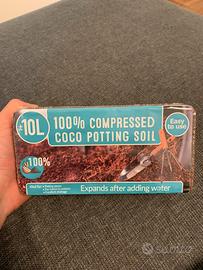 10L
100% COMPRESSED
COCO POTTING SOIL
Easy
to use
100%
Expands after adding water
subito